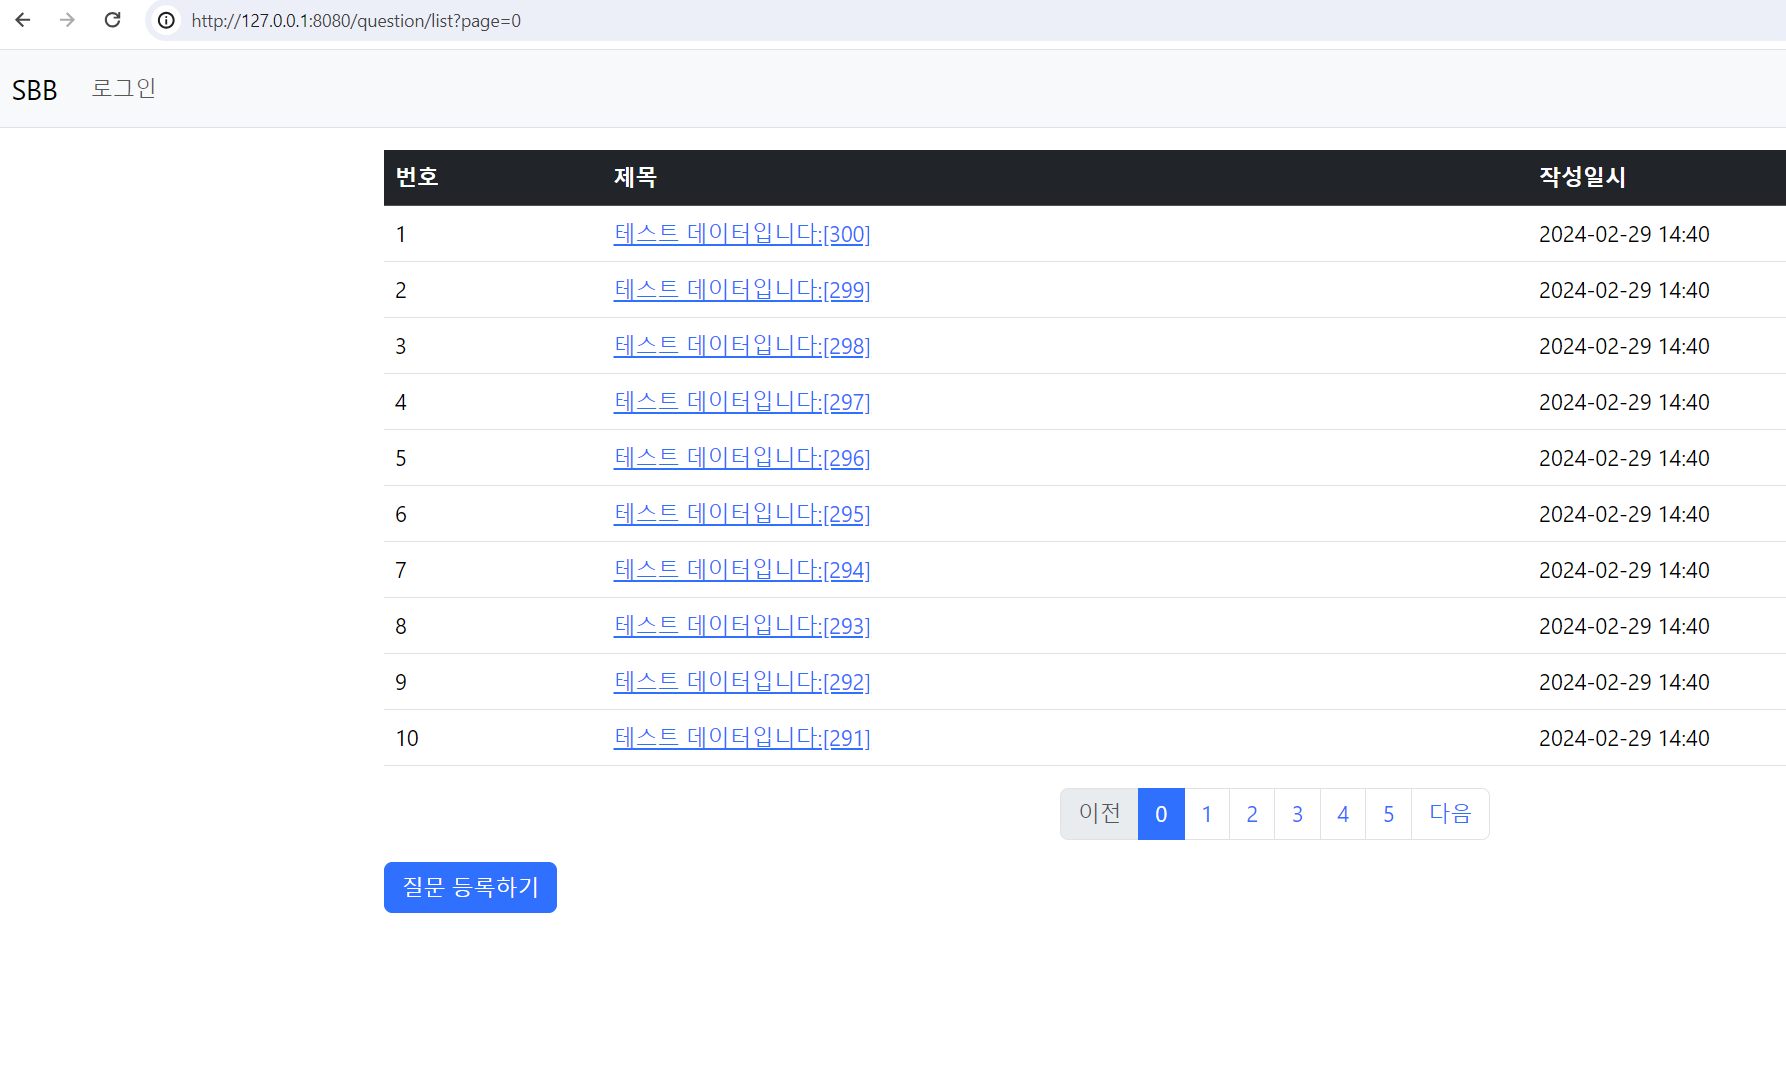 http://127.0.0.1:8080/question/list?page=0
SBB 로그인
번호 제목 작성일시
1 테스트 데이터입니다:[300] 2024-02-29 14:40
2 테스트 데이터입니다:[299] 2024-02-29 14:40
3 테스트 데이터입니다:[298] 2024-02-29 14:40
4 테스트 데이터입니다:[297] 2024-02-29 14:40
5 테스트 데이터입니다:[296] 2024-02-29 14:40
6 테스트 데이터입니다:[295] 2024-02-29 14:40
7 테스트 데이터입니다:[294] 2024-02-29 14:40
8 테스트 데이터입니다:[293] 2024-02-29 14:40
9 테스트 데이터입니다:[292] 2024-02-29 14:40
10 테스트 데이터입니다:[291] 2024-02-29 14:40
이전 0 1 2 3 4 5 다음
질문 등록하기